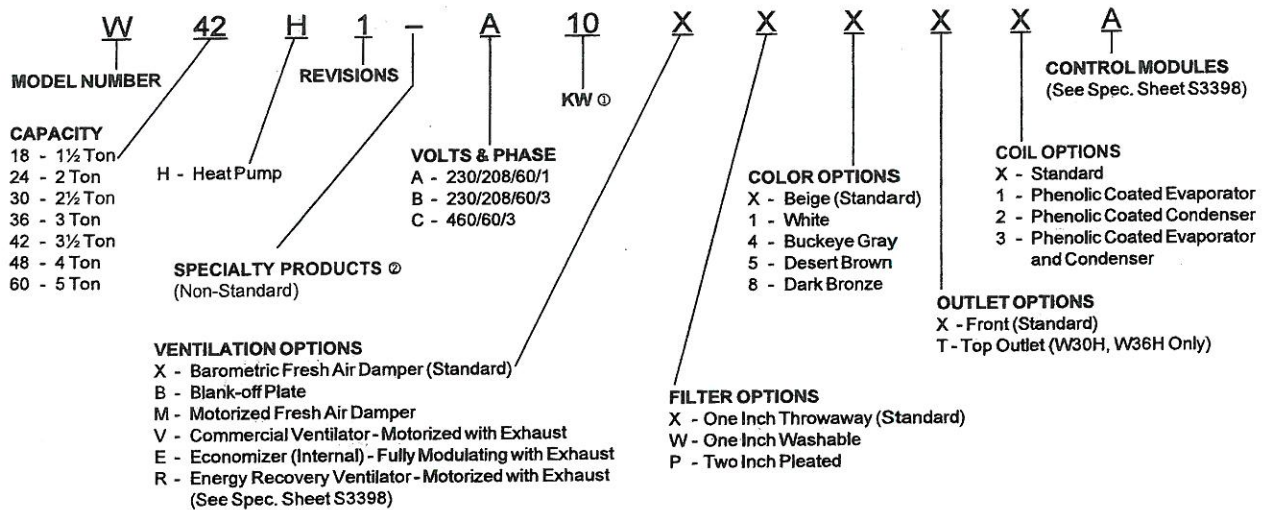 W 42 H 1 - A 10 X X X X X A
MODEL NUMBER
REVISIONS
KW ①
CONTROL MODULES
(See Spec. Sheet S3398)
CAPACITY
18 - 1½ Ton
24 - 2 Ton
30 - 2½ Ton
36 - 3 Ton
42 - 3½ Ton
48 - 4 Ton
60 - 5 Ton
H - Heat Pump
SPECIALTY PRODUCTS ②
(Non-Standard)
VOLTS & PHASE
A - 230/208/60/1
B - 230/208/60/3
C - 460/60/3
COLOR OPTIONS
X - Beige (Standard)
1 - White
4 - Buckeye Gray
5 - Desert Brown
8 - Dark Bronze
COIL OPTIONS
X - Standard
1 - Phenolic Coated Evaporator
2 - Phenolic Coated Condenser
3 - Phenolic Coated Evaporator
and Condenser
OUTLET OPTIONS
X - Front (Standard)
T - Top Outlet (W30H, W36H Only)
VENTILATION OPTIONS
X - Barometric Fresh Air Damper (Standard)
B - Blank-off Plate
M - Motorized Fresh Air Damper
V - Commercial Ventilator - Motorized with Exhaust
E - Economizer (Internal) - Fully Modulating with Exhaust
R - Energy Recovery Ventilator - Motorized with Exhaust
(See Spec. Sheet S3398)
FILTER OPTIONS
X - One Inch Throwaway (Standard)
W - One Inch Washable
P - Two Inch Pleated